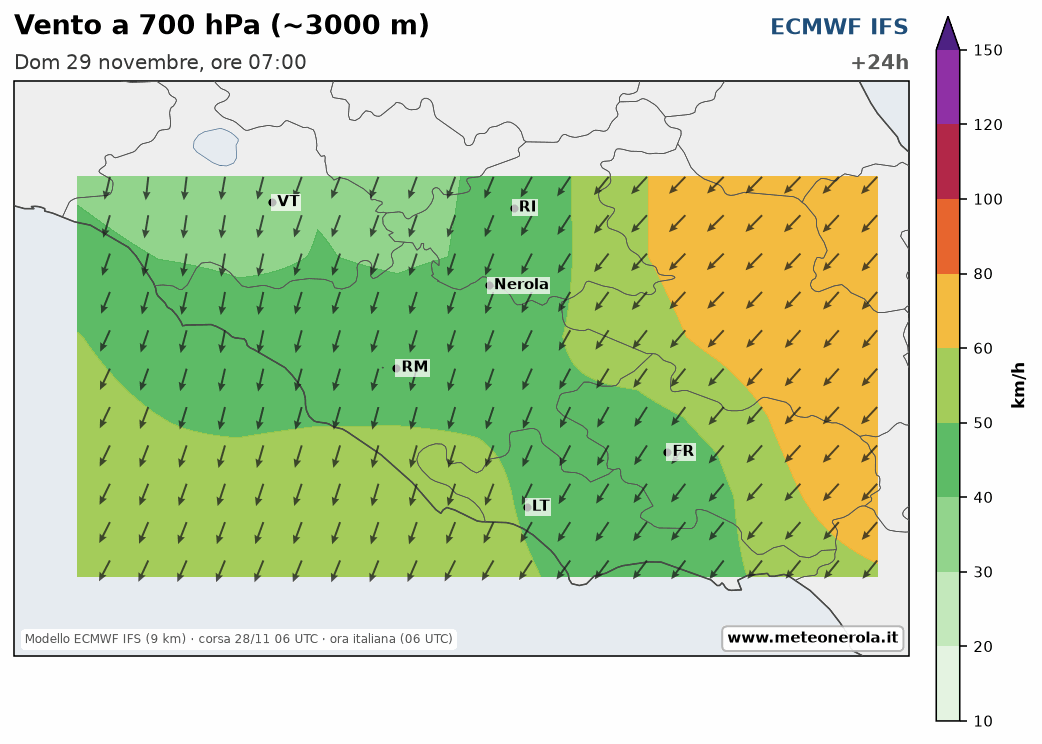 Vento a 700 hPa (~3000 m)
ECMWF IFS
Dom 29 novembre, ore 07:00
+24h
150
120
100
80
60
50
40
30
20
10
km/h
VT
RI
Nerola
RM
FR
LT
Modello ECMWF IFS (9 km) · corsa 28/11 06 UTC · ora italiana (06 UTC)
www.meteonerola.it